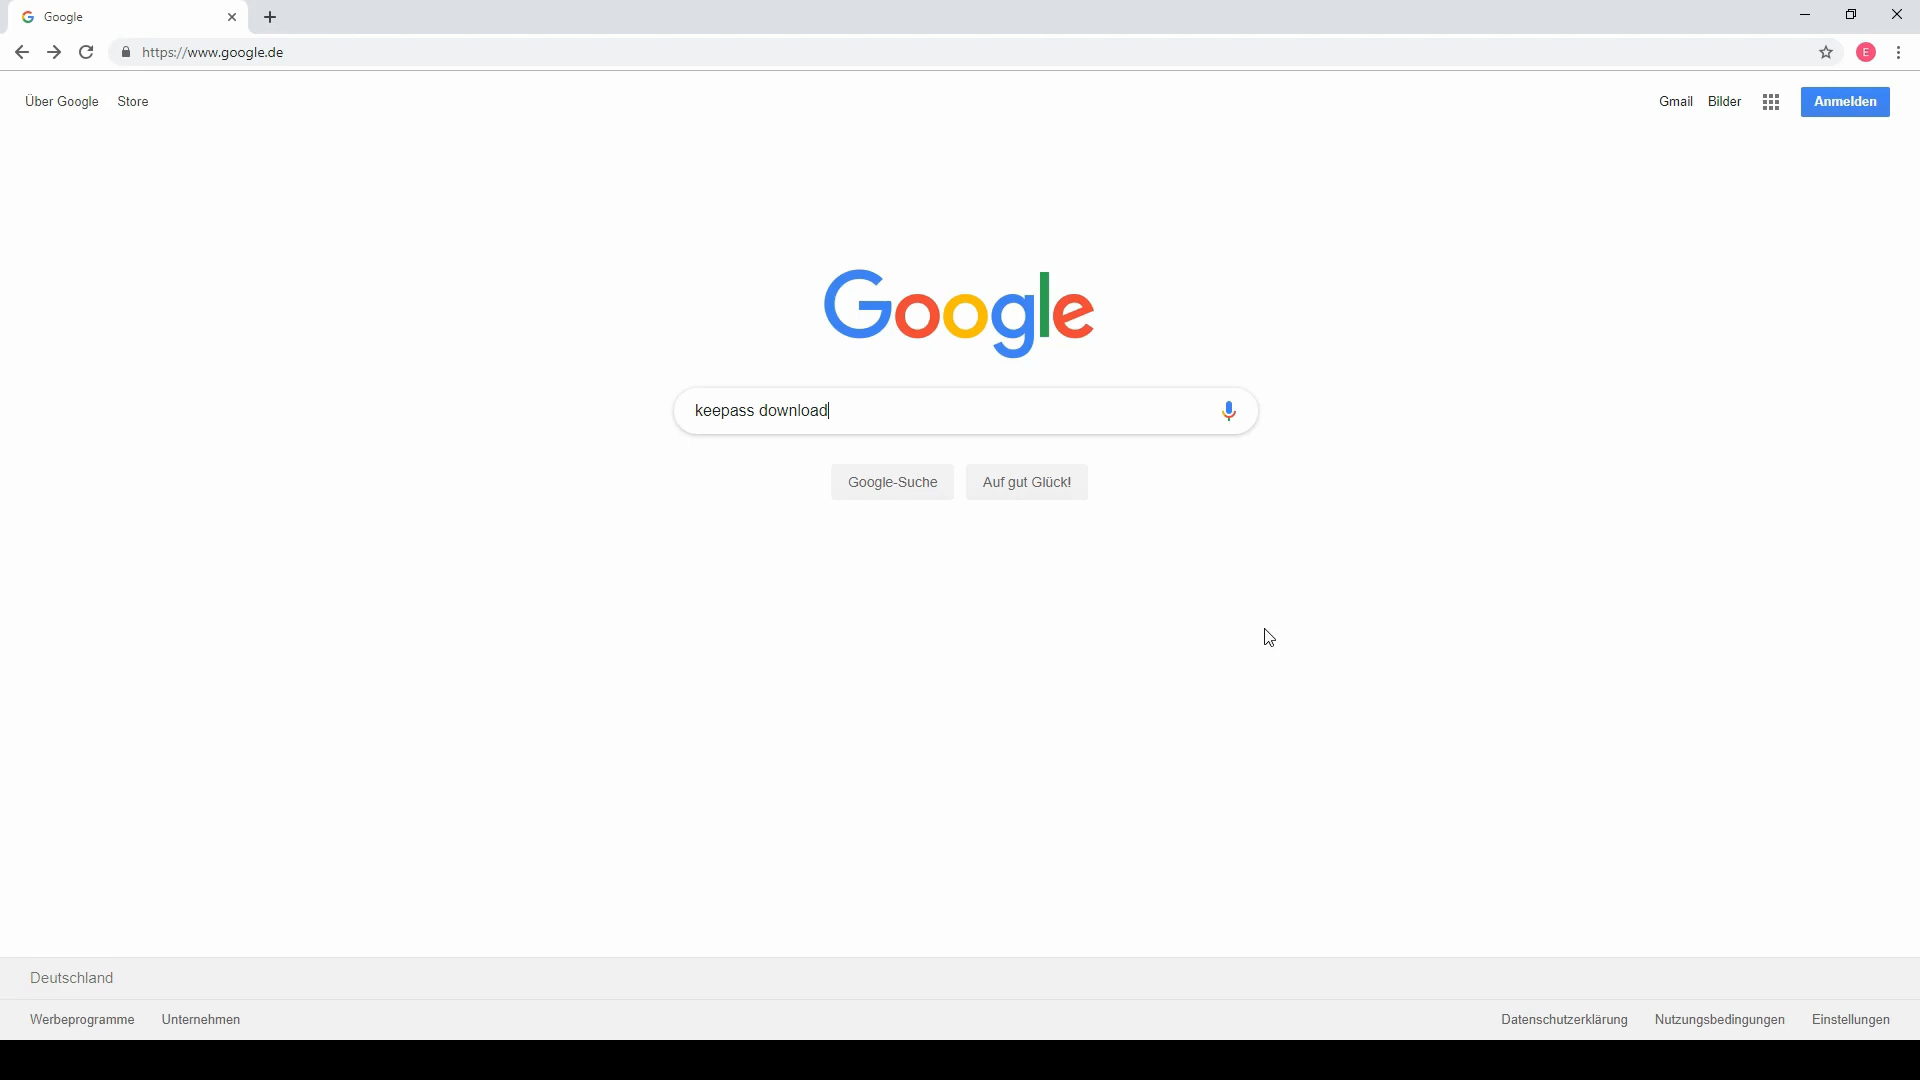 Google
https://www.google.de
E
Über Google Store
Gmail Bilder Anmelden
Google
keepass download
Google-Suche Auf gut Glück!
Deutschland
Werbeprogramme Unternehmen
Datenschutzerklärung Nutzungsbedingungen Einstellungen